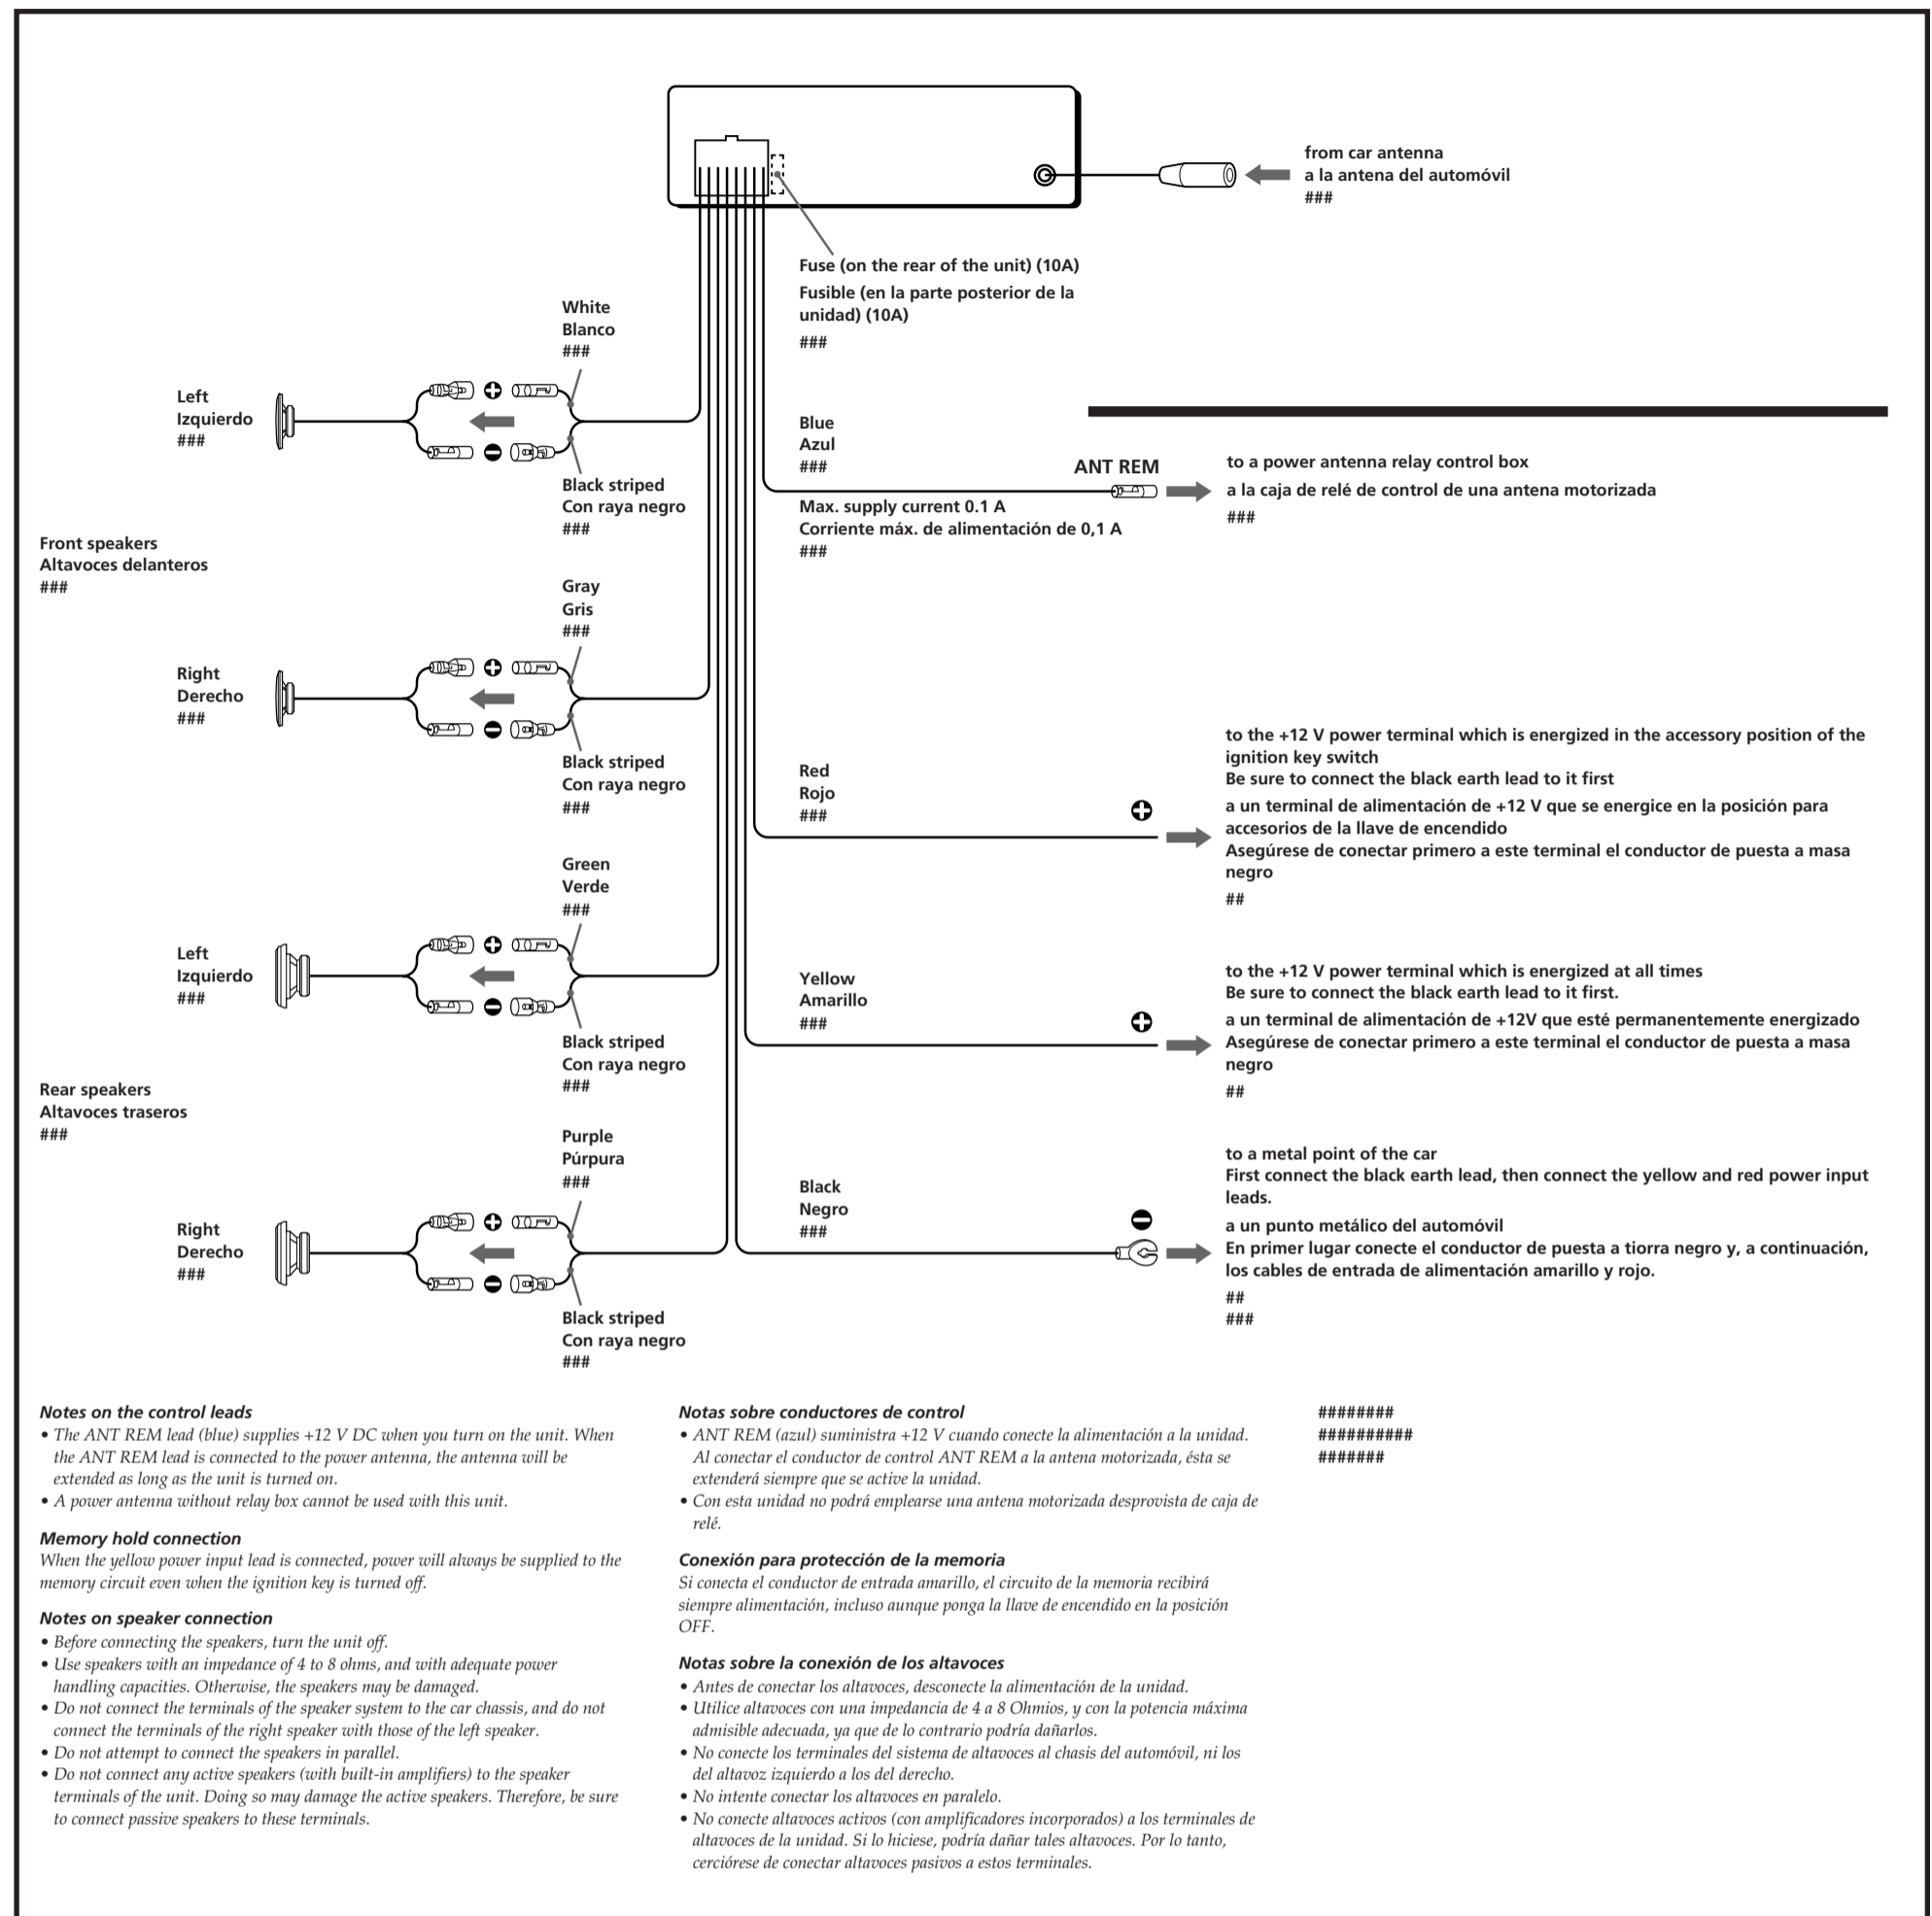 from car antenna
a la antena del automóvil
###
Fuse (on the rear of the unit) (10A)
Fusible (en la parte posterior de la
unidad) (10A)
###
White
Blanco
###
Left
Izquierdo
###
Black striped
Con raya negro
###
Front speakers
Altavoces delanteros
###
Gray
Gris
###
Right
Derecho
###
Black striped
Con raya negro
###
Green
Verde
###
Left
Izquierdo
###
Black striped
Con raya negro
###
Rear speakers
Altavoces traseros
###
Purple
Púrpura
###
Right
Derecho
###
Black striped
Con raya negro
###
Blue
Azul
###
ANT REM
Max. supply current 0.1 A
Corriente máx. de alimentación de 0,1 A
###
to a power antenna relay control box
a la caja de relé de control de una antena motorizada
###
Red
Rojo
###
to the +12 V power terminal which is energized in the accessory position of the
ignition key switch
Be sure to connect the black earth lead to it first
a un terminal de alimentación de +12 V que se energice en la posición para
accesorios de la llave de encendido
Asegúrese de conectar primero a este terminal el conductor de puesta a masa
negro
##
Yellow
Amarillo
###
to the +12 V power terminal which is energized at all times
Be sure to connect the black earth lead to it first.
a un terminal de alimentación de +12V que esté permanentemente energizado
Asegúrese de conectar primero a este terminal el conductor de puesta a masa
negro
##
Black
Negro
###
to a metal point of the car
First connect the black earth lead, then connect the yellow and red power input
leads.
a un punto metálico del automóvil
En primer lugar conecte el conductor de puesta a tiorra negro y, a continuación,
los cables de entrada de alimentación amarillo y rojo.
##
###
Notes on the control leads
• The ANT REM lead (blue) supplies +12 V DC when you turn on the unit. When
the ANT REM lead is connected to the power antenna, the antenna will be
extended as long as the unit is turned on.
• A power antenna without relay box cannot be used with this unit.
Memory hold connection
When the yellow power input lead is connected, power will always be supplied to the
memory circuit even when the ignition key is turned off.
Notes on speaker connection
• Before connecting the speakers, turn the unit off.
• Use speakers with an impedance of 4 to 8 ohms, and with adequate power
handling capacities. Otherwise, the speakers may be damaged.
• Do not connect the terminals of the speaker system to the car chassis, and do not
connect the terminals of the right speaker with those of the left speaker.
• Do not attempt to connect the speakers in parallel.
• Do not connect any active speakers (with built-in amplifiers) to the speaker
terminals of the unit. Doing so may damage the active speakers. Therefore, be sure
to connect passive speakers to these terminals.
Notas sobre conductores de control
• ANT REM (azul) suministra +12 V cuando conecte la alimentación a la unidad.
Al conectar el conductor de control ANT REM a la antena motorizada, ésta se
extenderá siempre que se active la unidad.
• Con esta unidad no podrá emplearse una antena motorizada desprovista de caja de
relé.
Conexión para protección de la memoria
Si conecta el conductor de entrada amarillo, el circuito de la memoria recibirá
siempre alimentación, incluso aunque ponga la llave de encendido en la posición
OFF.
Notas sobre la conexión de los altavoces
• Antes de conectar los altavoces, desconecte la alimentación de la unidad.
• Utilice altavoces con una impedancia de 4 a 8 Ohmios, y con la potencia máxima
admisible adecuada, ya que de lo contrario podría dañarlos.
• No conecte los terminales del sistema de altavoces al chasis del automóvil, ni los
del altavoz izquierdo a los del derecho.
• No intente conectar los altavoces en paralelo.
• No conecte altavoces activos (con amplificadores incorporados) a los terminales de
altavoces de la unidad. Si lo hiciese, podría dañar tales altavoces. Por lo tanto,
cerciórese de conectar altavoces pasivos a estos terminales.
########
##########
#######